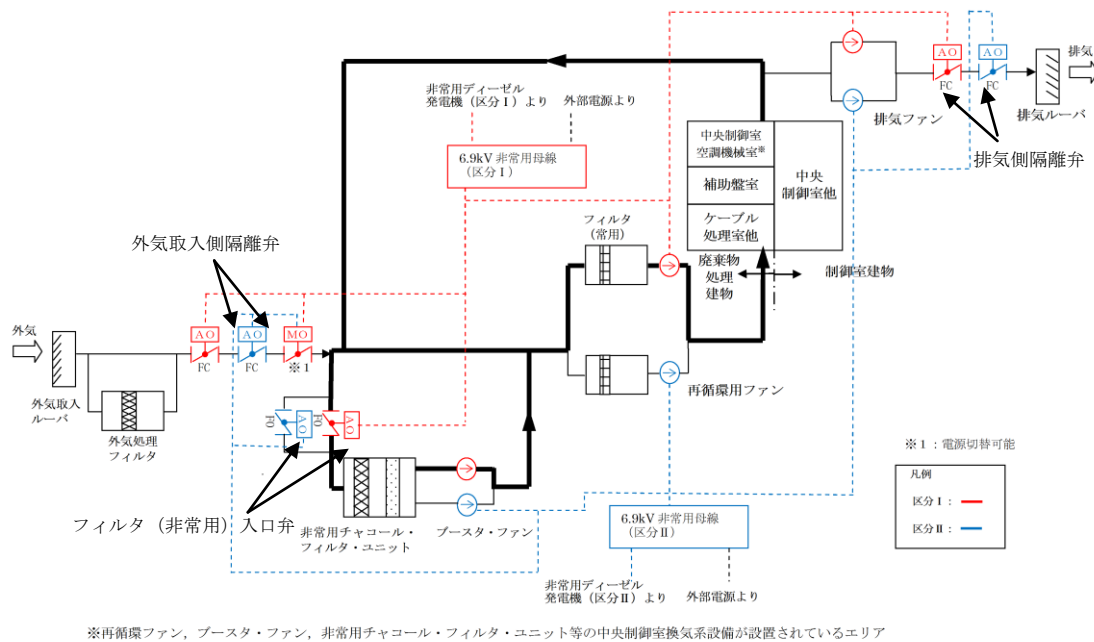 非常用ディーゼル
発電機（区分Ⅰ）より
外部電源より
6.9kV 非常用母線
（区分Ⅰ）
AO
FC
AO
FC
排気
排気ファン
排気ルーバ
排気側隔離弁
中央制御室
空調機械室※
補助盤室
ケーブル
処理室他
中央
制御室他
廃棄物
処理
建物
制御室建物
フィルタ
（常用）
外気取入側隔離弁
外気
AO
FC
AO
FC
MO
※１
外気取入
ルーバ
外気処理
フィルタ
FO
AO
FO
AO
フィルタ（非常用）入口弁
非常用チャコール・
フィルタ・ユニット
ブースタ・ファン
再循環用ファン
6.9kV 非常用母線
（区分Ⅱ）
非常用ディーゼル
発電機（区分Ⅱ）より
外部電源より
※１：電源切替可能
凡例
区分Ⅰ：
区分Ⅱ：
※再循環ファン，ブースタ・ファン，非常用チャコール・フィルタ・ユニット等の中央制御室換気系設備が設置されているエリア